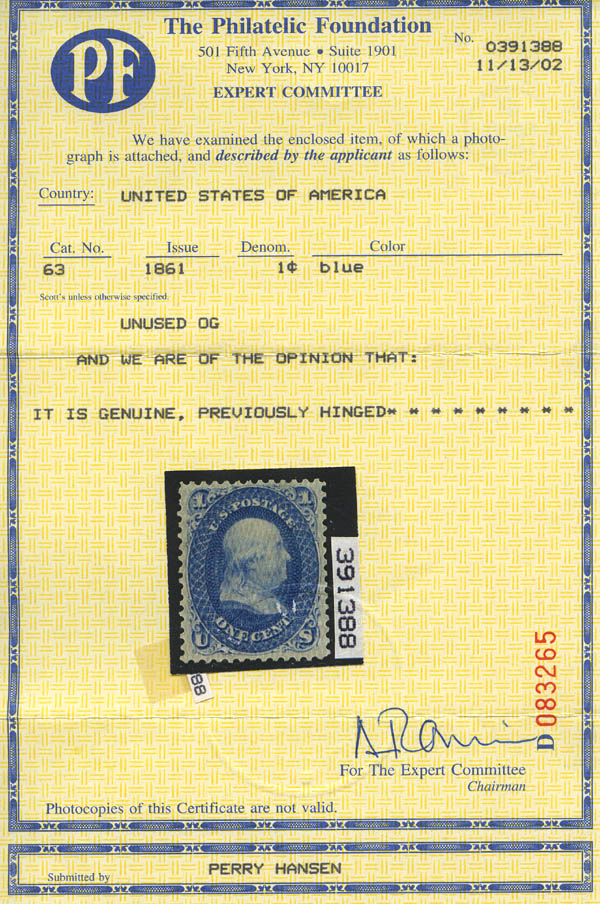 PF
The Philatelic Foundation
501 Fifth Avenue • Suite 1901
New York, NY 10017
EXPERT COMMITTEE
No. 0391388
11/13/02
We have examined the enclosed item, of which a photo-
graph is attached, and described by the applicant as follows:
Country: UNITED STATES OF AMERICA
Cat. No. Issue Denom. Color
63 1861 1¢ blue
Scott's unless otherwise specified.
UNUSED OG
AND WE ARE OF THE OPINION THAT:
IT IS GENUINE, PREVIOUSLY HINGED* * * * * * * * *
1 1
U.S. POSTAGE
ONE CENT
U S
391388
88
D 083265
For The Expert Committee
Chairman
Photocopies of this Certificate are not valid.
Submitted by PERRY HANSEN